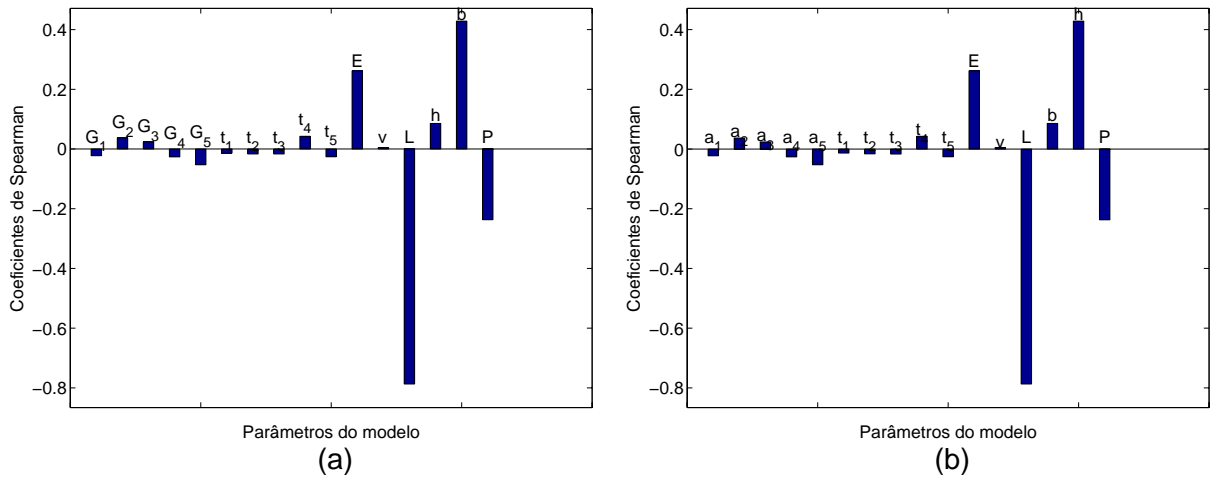 0.4
0.2
0
−0.2
−0.4
−0.6
−0.8
Coeficientes de Spearman
G1 G2 G3 G4 G5 t1 t2 t3 t4 t5 E v L h b P
Parâmetros do modelo
(a)
0.4
0.2
0
−0.2
−0.4
−0.6
−0.8
Coeficientes de Spearman
a1 a2 a3 a4 a5 t1 t2 t3 t4 t5 E v L b h P
Parâmetros do modelo
(b)